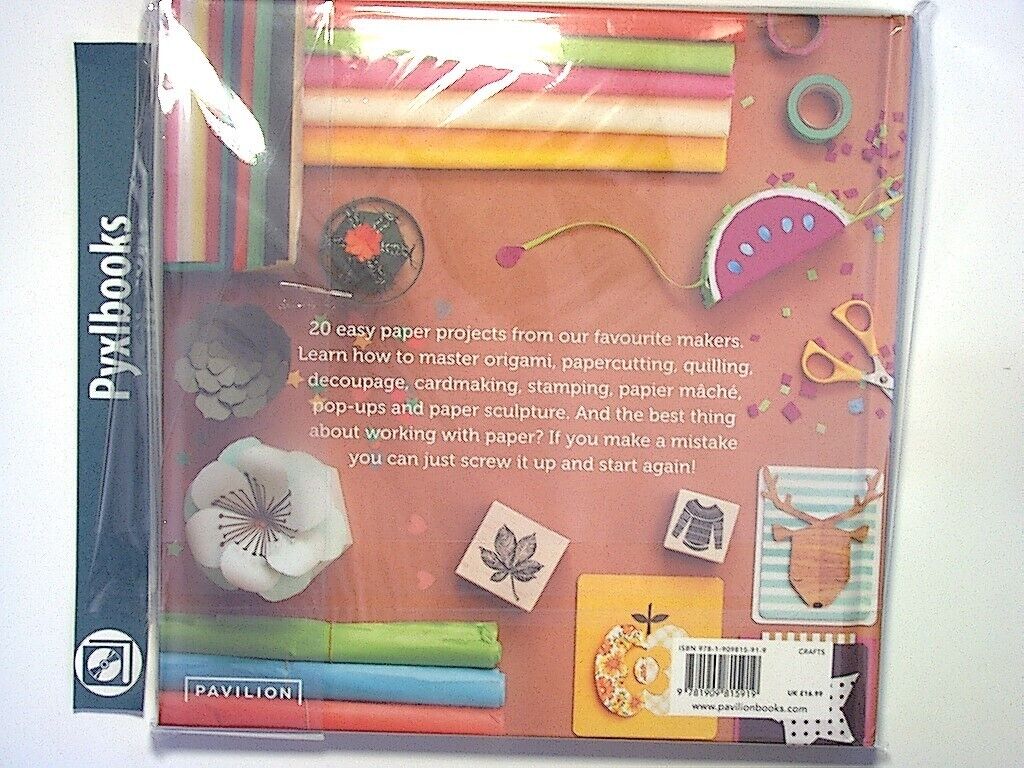 Pyxlbooks
20 easy paper projects from our favourite makers.
Learn how to master origami, papercutting, quilling,
decoupage, cardmaking, stamping, papier mâché,
pop-ups and paper sculpture. And the best thing
about working with paper? If you make a mistake
you can just screw it up and start again!
PAVILION
ISBN 978-1-909815-91-9
CRAFTS
9 781909 815919
UK £16.99
www.pavilionbooks.com